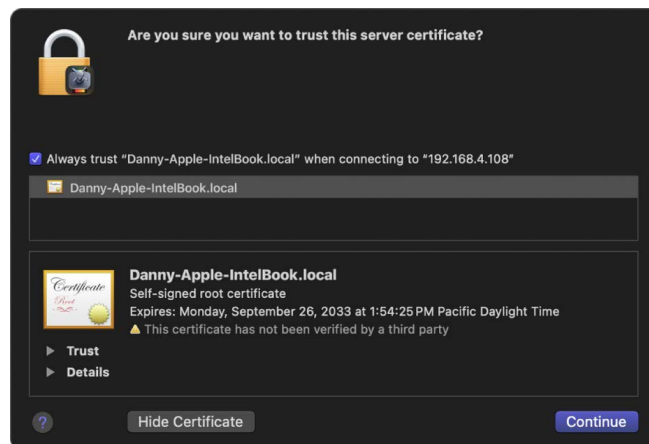 Are you sure you want to trust this server certificate?
Always trust "Danny-Apple-IntelBook.local" when connecting to "192.168.4.108"
Danny-Apple-IntelBook.local
Certificate
Root
Danny-Apple-IntelBook.local
Self-signed root certificate
Expires: Monday, September 26, 2033 at 1:54:25 PM Pacific Daylight Time
This certificate has not been verified by a third party
Trust
Details
?
Hide Certificate
Continue